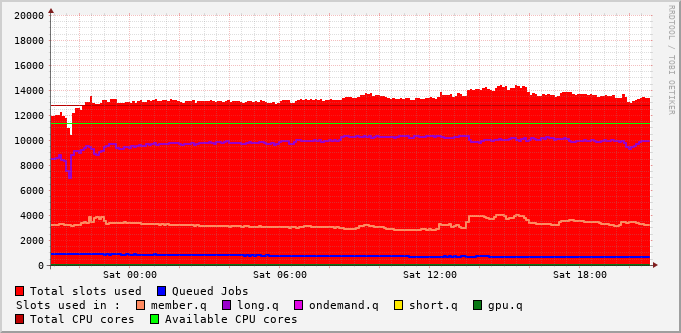 20000
18000
16000
14000
12000
10000
8000
6000
4000
2000
0
Sat 00:00 Sat 06:00 Sat 12:00 Sat 18:00
RRDTOOL / TOBI OETIKER
Total slots used Queued Jobs
Slots used in : member.q long.q ondemand.q short.q gpu.q
Total CPU cores Available CPU cores